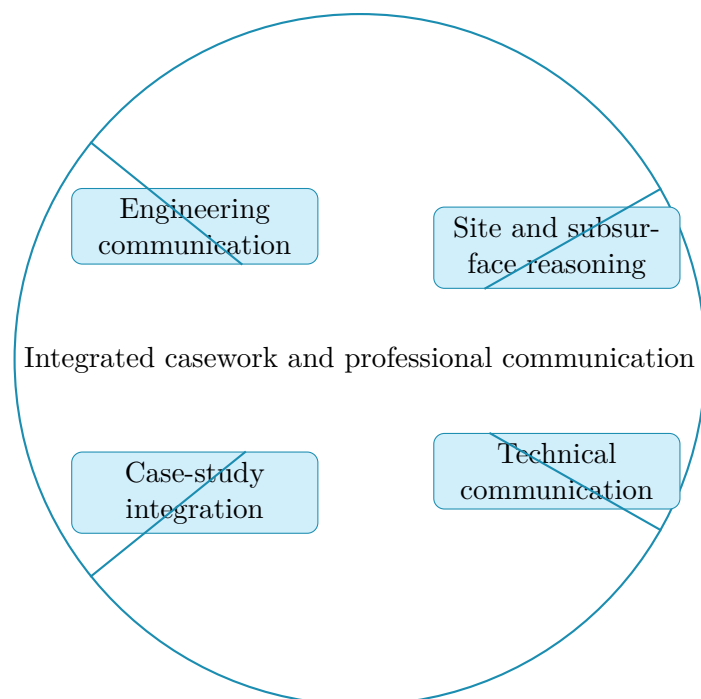 Engineering
communication
Site and subsur-
face reasoning
Integrated casework and professional communication
Case-study
integration
Technical
communication